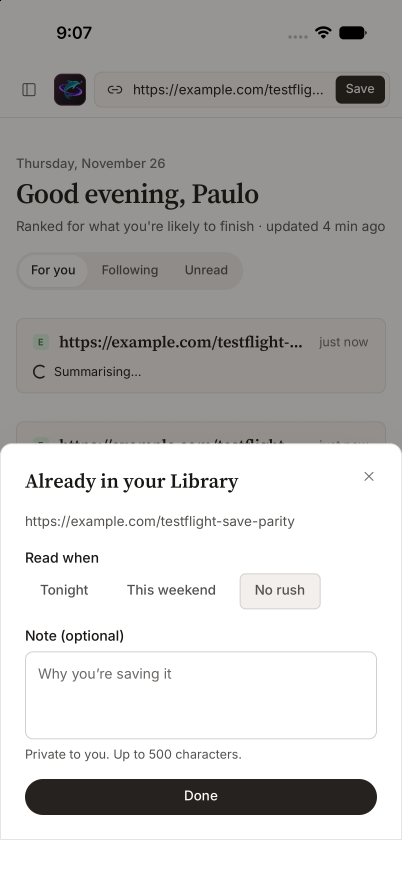 9:07
https://example.com/testflig...
Save
Thursday, November 26
Good evening, Paulo
Ranked for what you're likely to finish · updated 4 min ago
For you
Following
Unread
E
https://example.com/testflight-...
just now
Summarising...
Already in your Library
https://example.com/testflight-save-parity
Read when
Tonight
This weekend
No rush
Note (optional)
Why you’re saving it
Private to you. Up to 500 characters.
Done